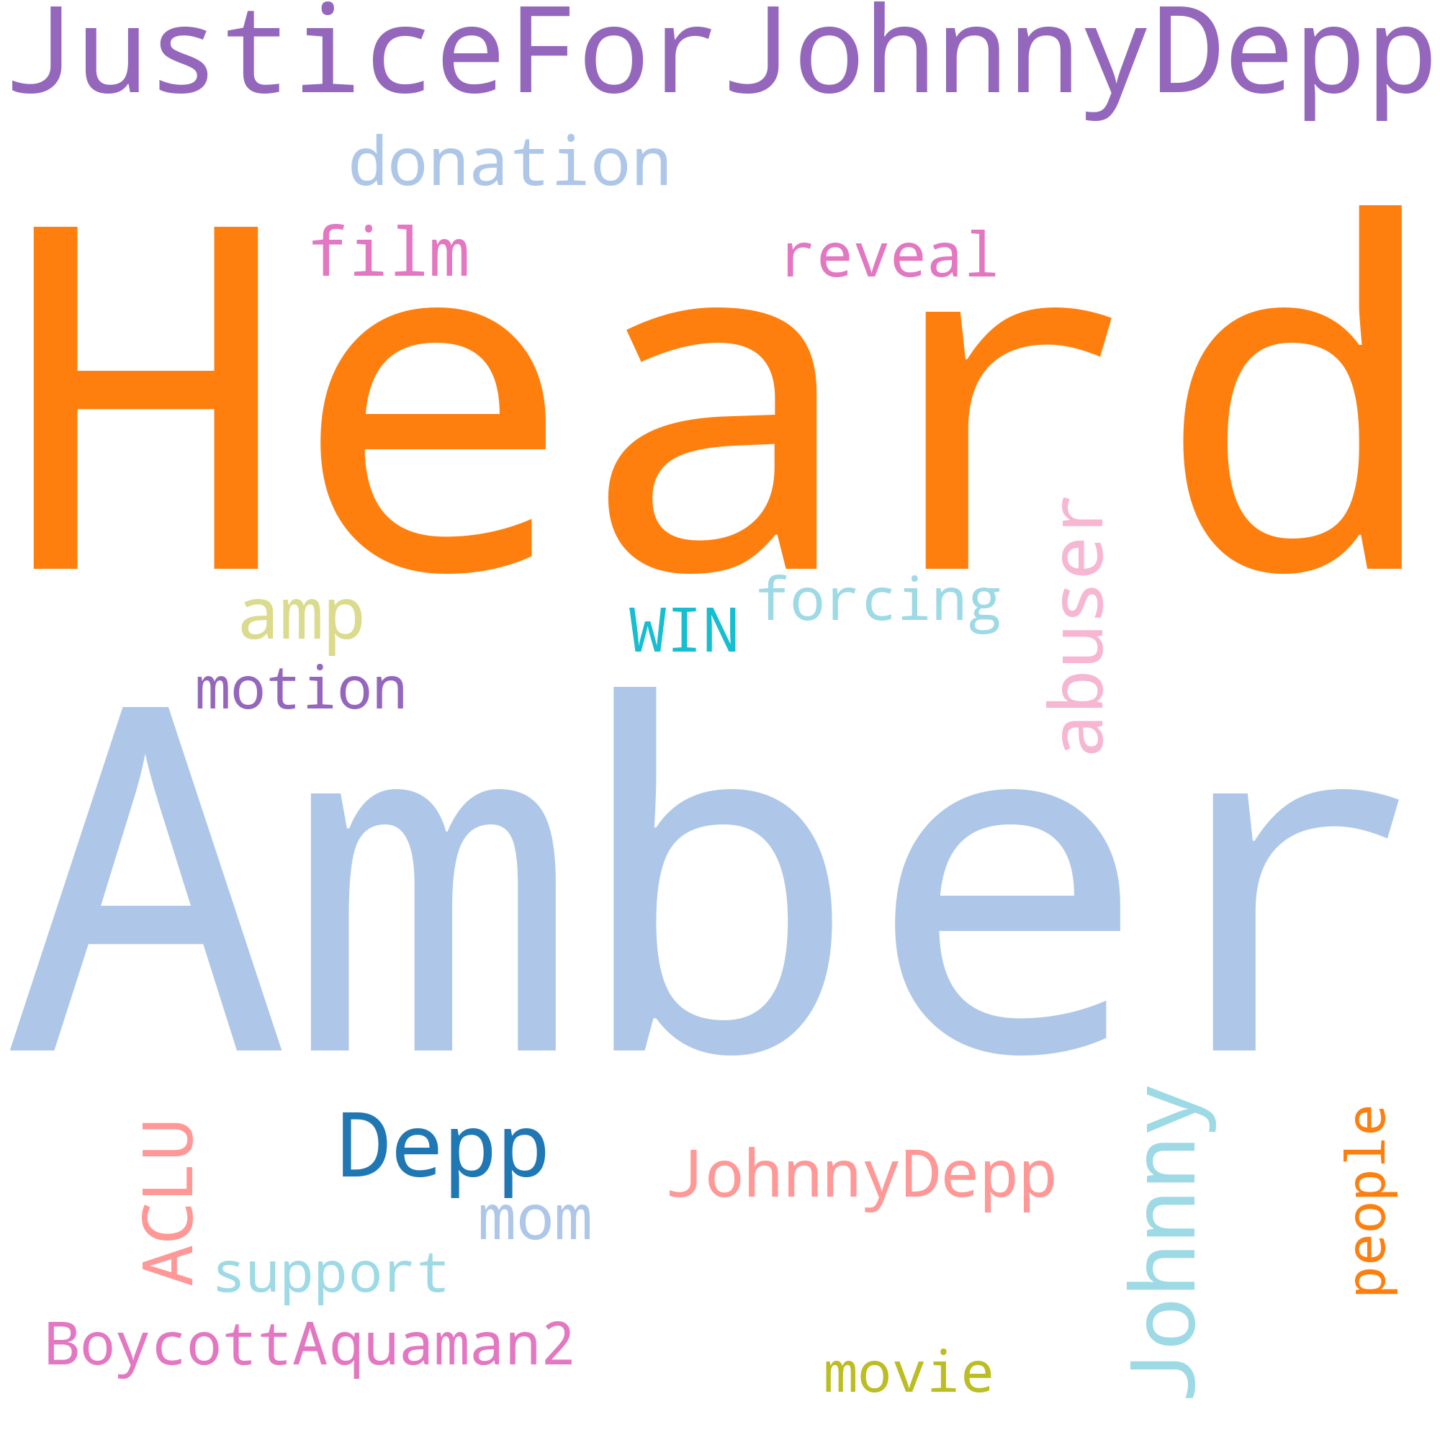 JusticeForJohnnyDepp
donation
film
reveal
Heard
abuser
forcing
amp
WIN
motion
Amber
ACLU
Depp
Johnny
people
JohnnyDepp
mom
support
BoycottAquaman2
movie